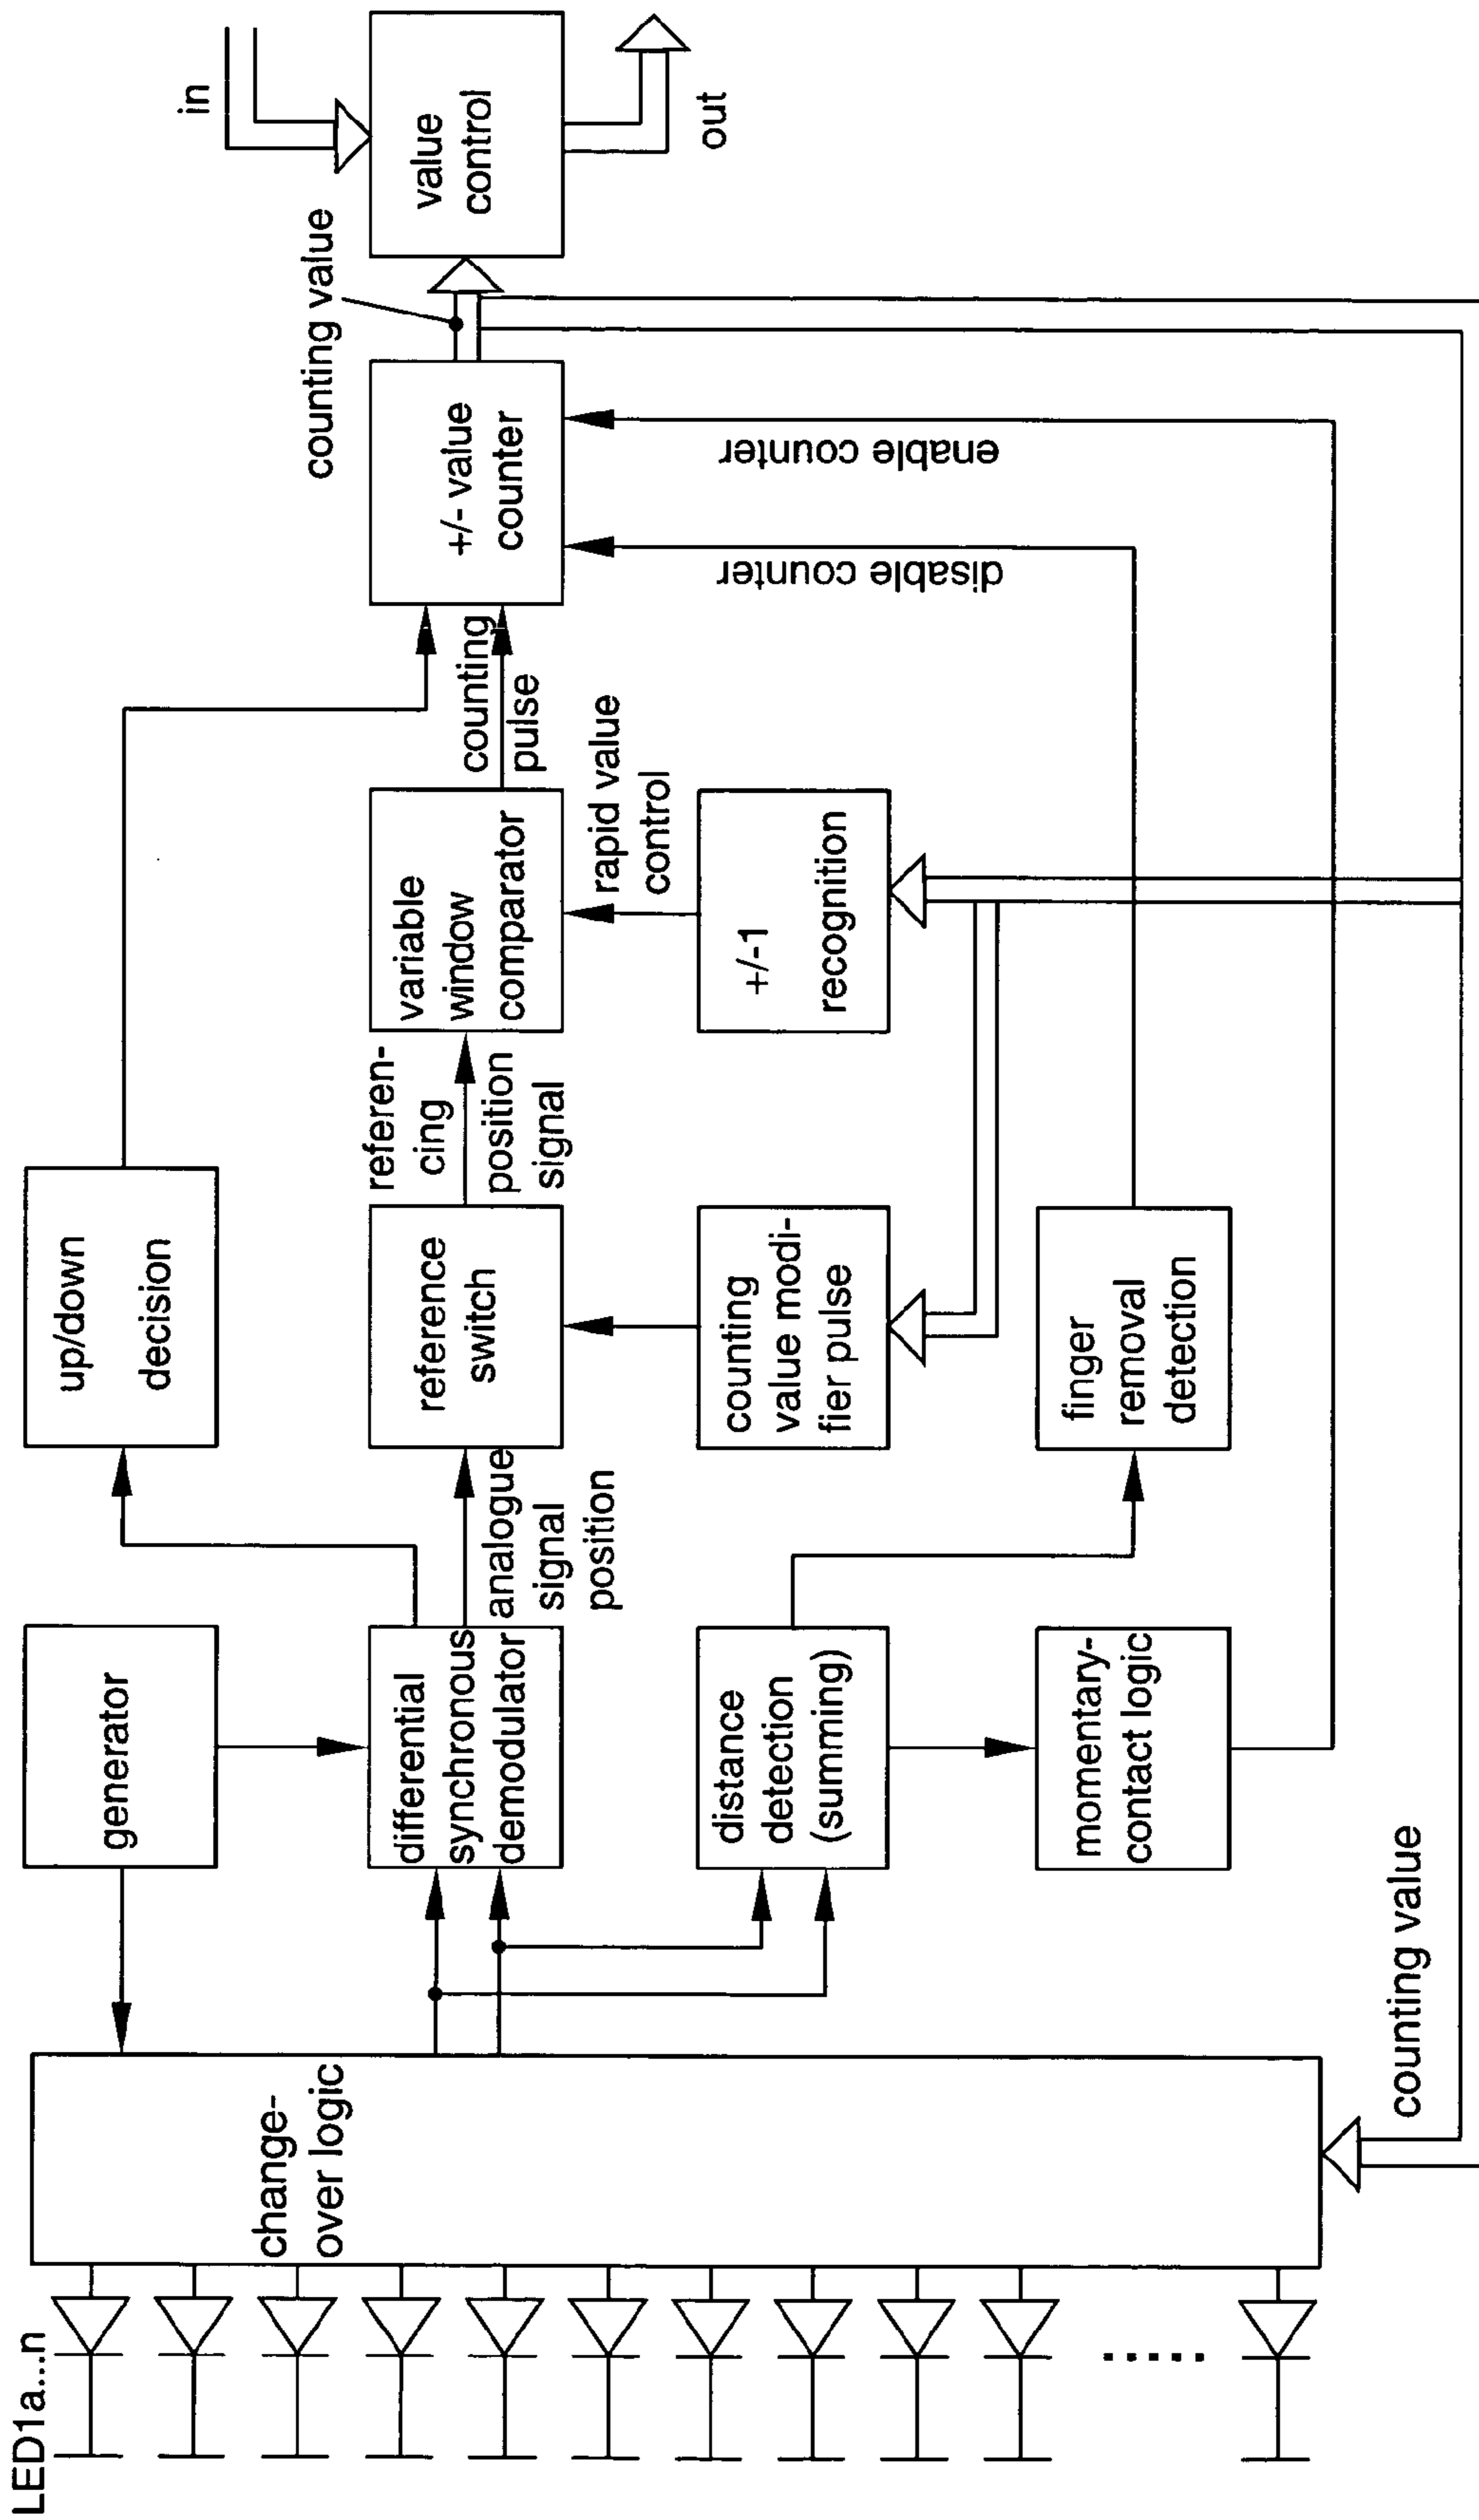 LED1a...n
change-
over logic
generator
up/down
decision
differential
synchronous
demodulator
analogue
signal
position
reference
switch
referen-
cing
position
signal
variable
window
comparator
counting
pulse
+/- value
counter
counting value
value
control
in
out
distance
detection
(summing)
counting
value modi-
fier pulse
+/-1
recognition
rapid value
control
momentary-
contact logic
finger
removal
detection
disable counter
enable counter
counting value